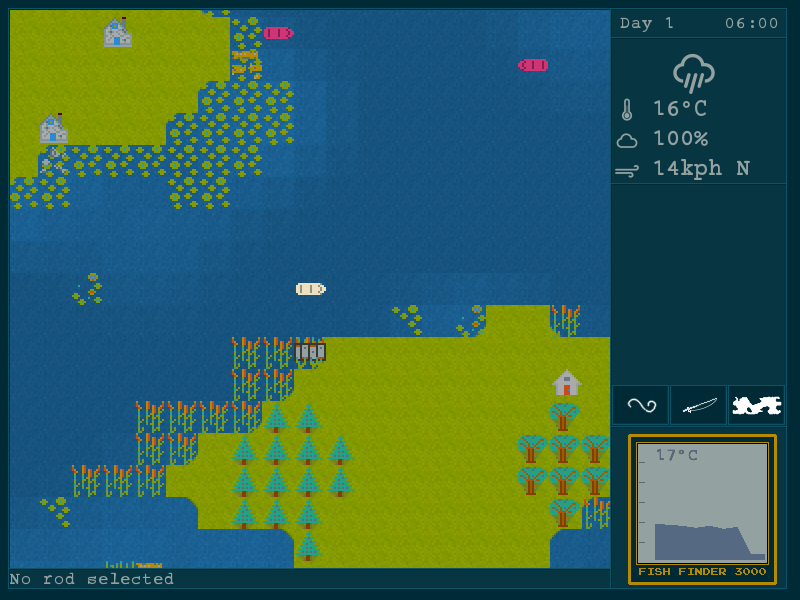 Day 1 06:00
16°C
100%
14kph N
17°C
FISH FINDER 3000
No rod selected